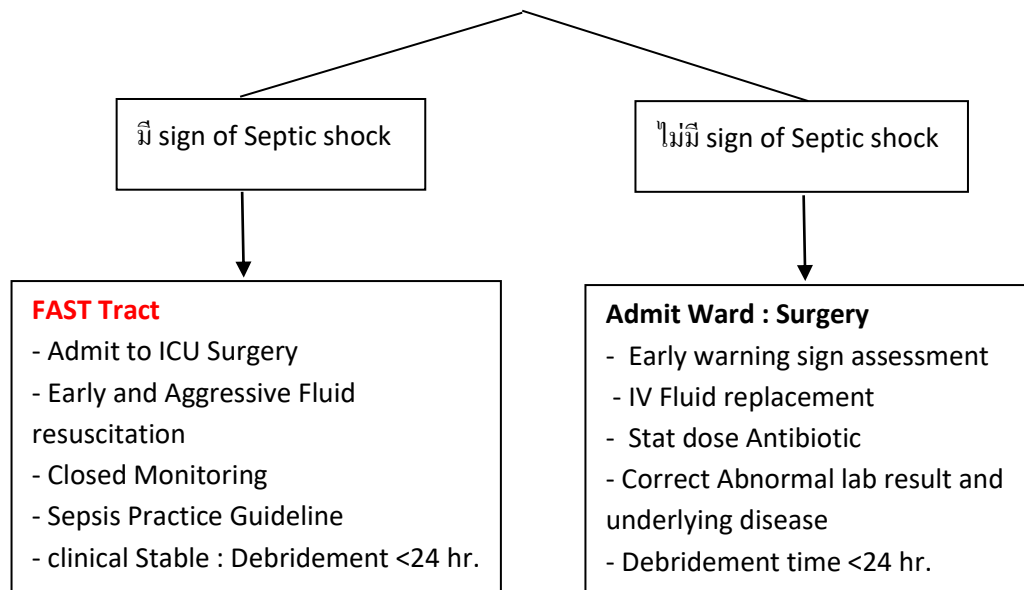 มี sign of Septic shock
ไม่มี sign of Septic shock
FAST Tract
- Admit to ICU Surgery
- Early and Aggressive Fluid
resuscitation
- Closed Monitoring
- Sepsis Practice Guideline
- clinical Stable : Debridement <24 hr.
Admit Ward : Surgery
- Early warning sign assessment
- IV Fluid replacement
- Stat dose Antibiotic
- Correct Abnormal lab result and
underlying disease
- Debridement time <24 hr.